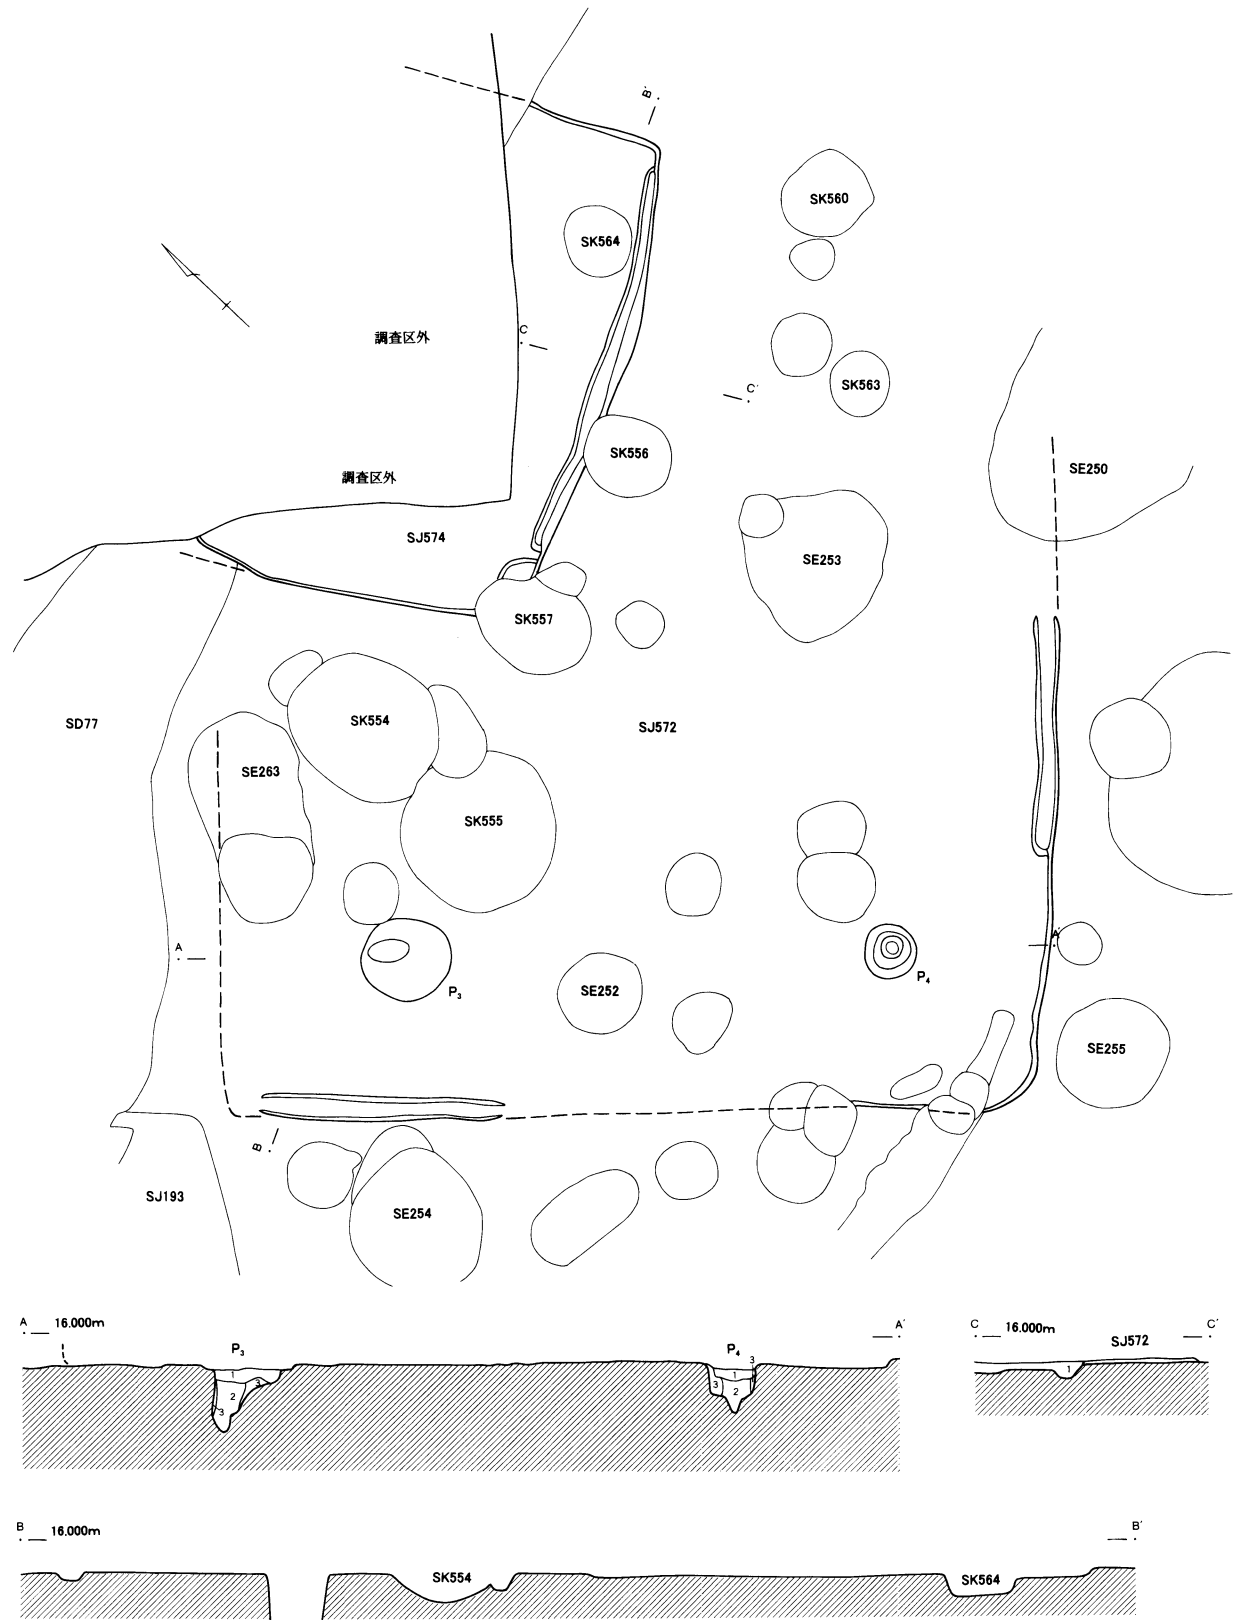 B´
SK560
SK564
調査区外
C
C´
SK563
SK556
SE250
調査区外
SJ574
SE253
SK557
SD77
SK554
SJ572
SE263
SK555
A
A´
P₃
SE252
P₄
SE255
B
SJ193
SE254
A 16.000m
P₃
P₄
A´
C 16.000m
SJ572
C´
1
2
3
3
3
1
2
3
1
B 16.000m
B´
SK554
SK564